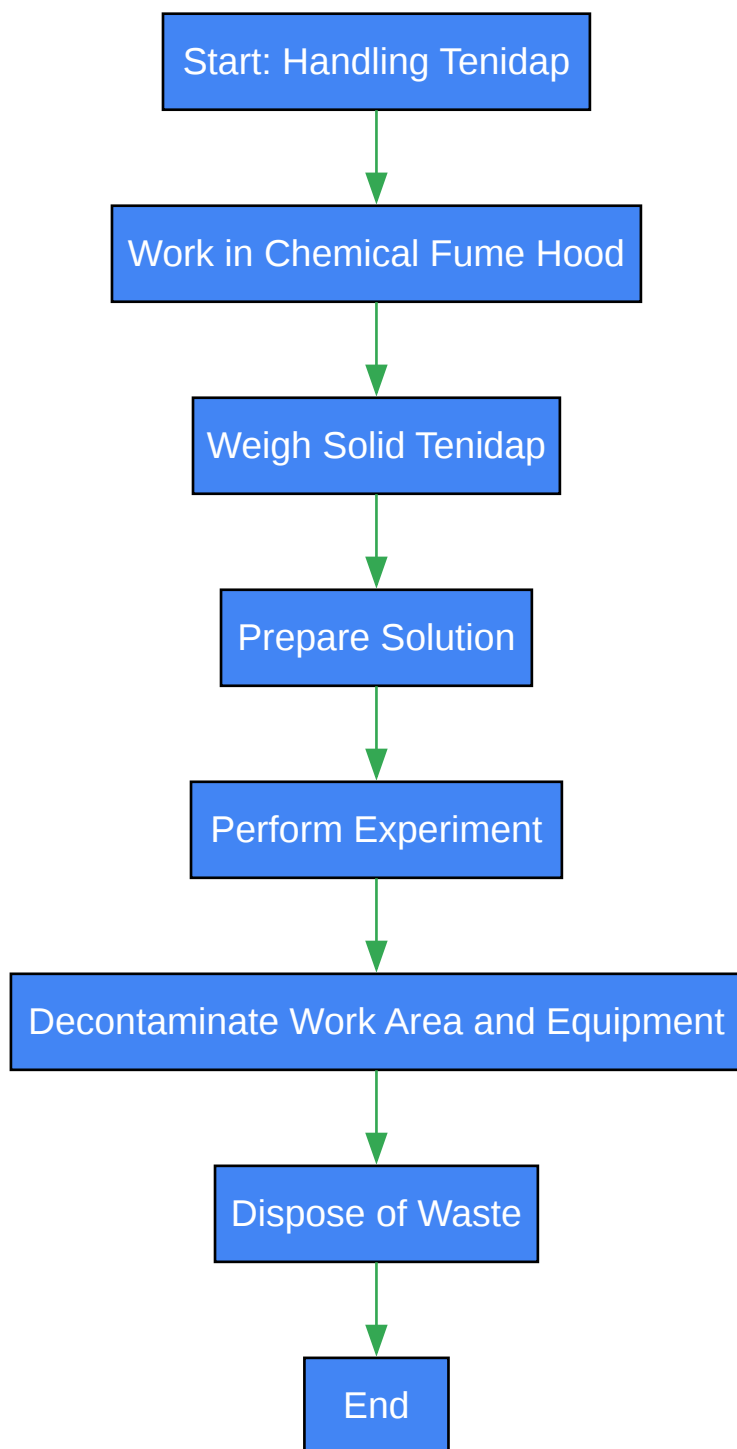 Start: Handling Tenidap
Work in Chemical Fume Hood
Weigh Solid Tenidap
Prepare Solution
Perform Experiment
Decontaminate Work Area and Equipment
Dispose of Waste
End